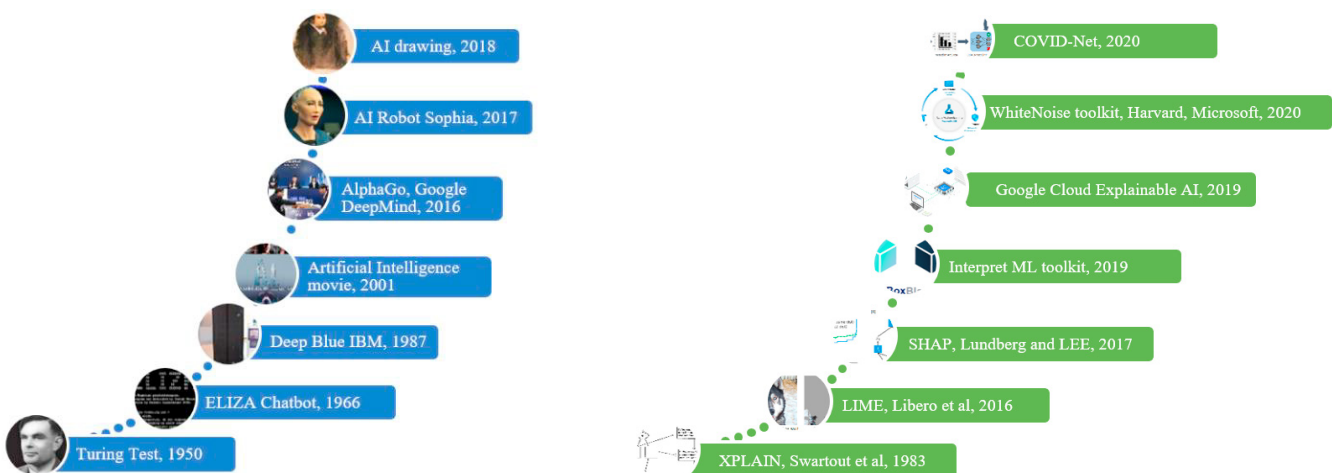 AI drawing, 2018
AI Robot Sophia, 2017
AlphaGo, Google
DeepMind, 2016
Artificial Intelligence
movie, 2001
Deep Blue IBM, 1987
ELIZA Chatbot, 1966
Turing Test, 1950
COVID-Net, 2020
WhiteNoise toolkit, Harvard, Microsoft, 2020
Google Cloud Explainable AI, 2019
Interpret ML toolkit, 2019
SHAP, Lundberg and LEE, 2017
LIME, Libero et al, 2016
XPLAIN, Swartout et al, 1983